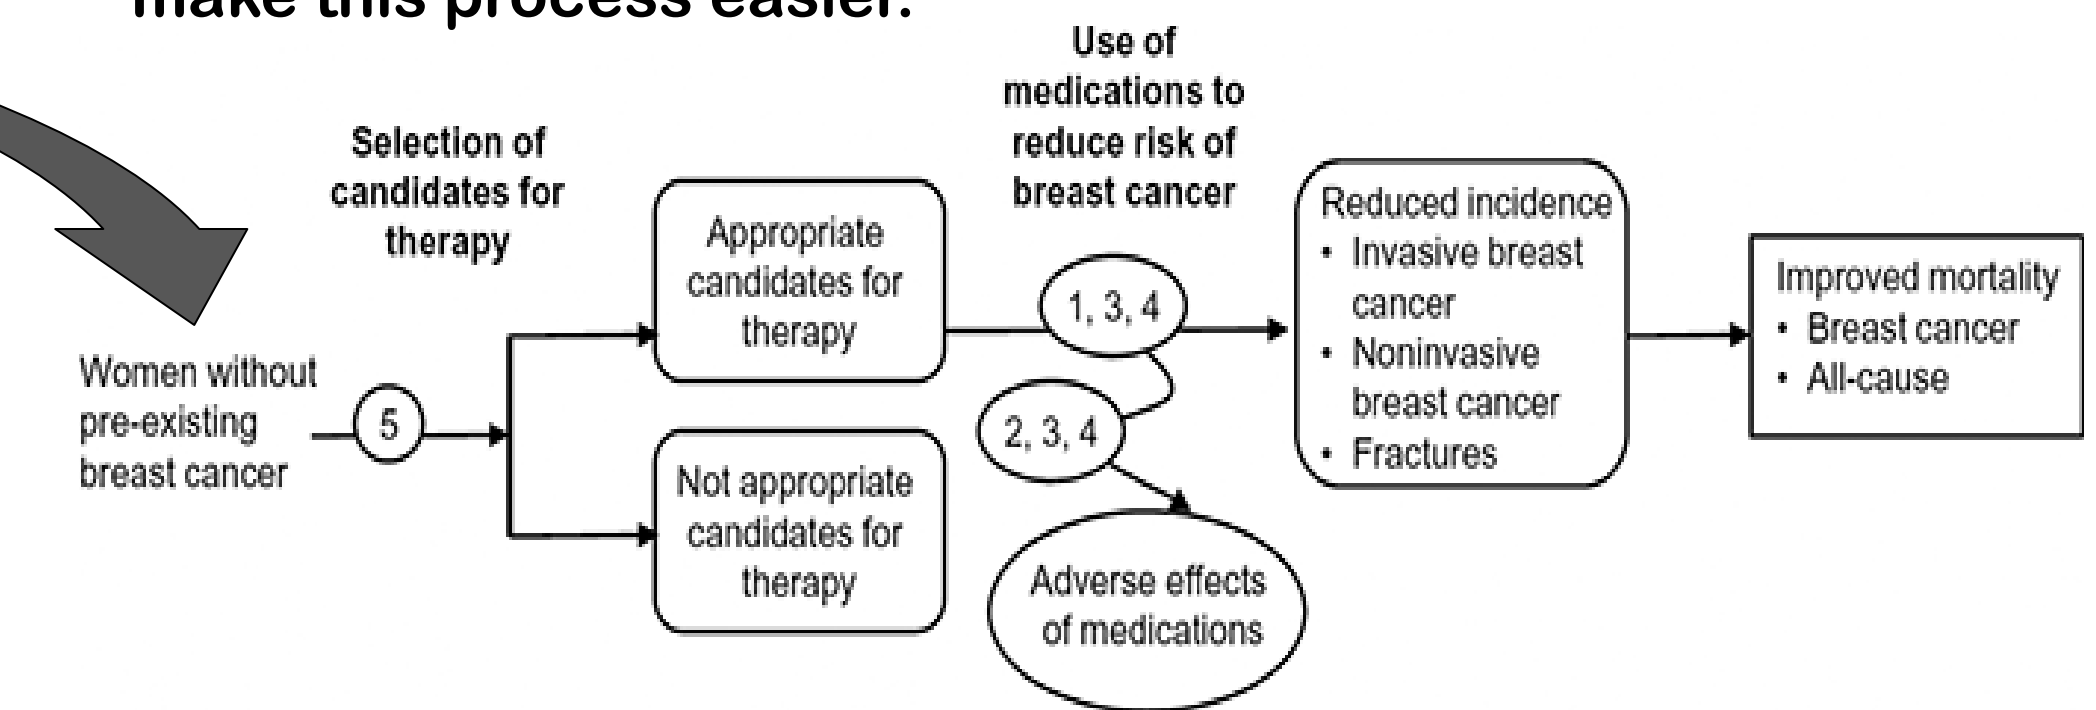 make this process easier.
Use of
medications to
reduce risk of
breast cancer
Selection of
candidates for
therapy
Women without
pre-existing
breast cancer
5
Appropriate
candidates for
therapy
Not appropriate
candidates for
therapy
1, 3, 4
2, 3, 4
Adverse effects
of medications
Reduced incidence
• Invasive breast
cancer
• Noninvasive
breast cancer
• Fractures
Improved mortality
• Breast cancer
• All-cause